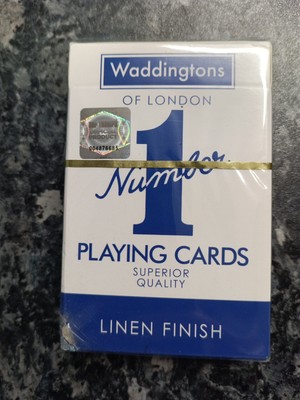 Waddingtons
OF LONDON
1
Number
PLAYING CARDS
SUPERIOR
QUALITY
LINEN FINISH